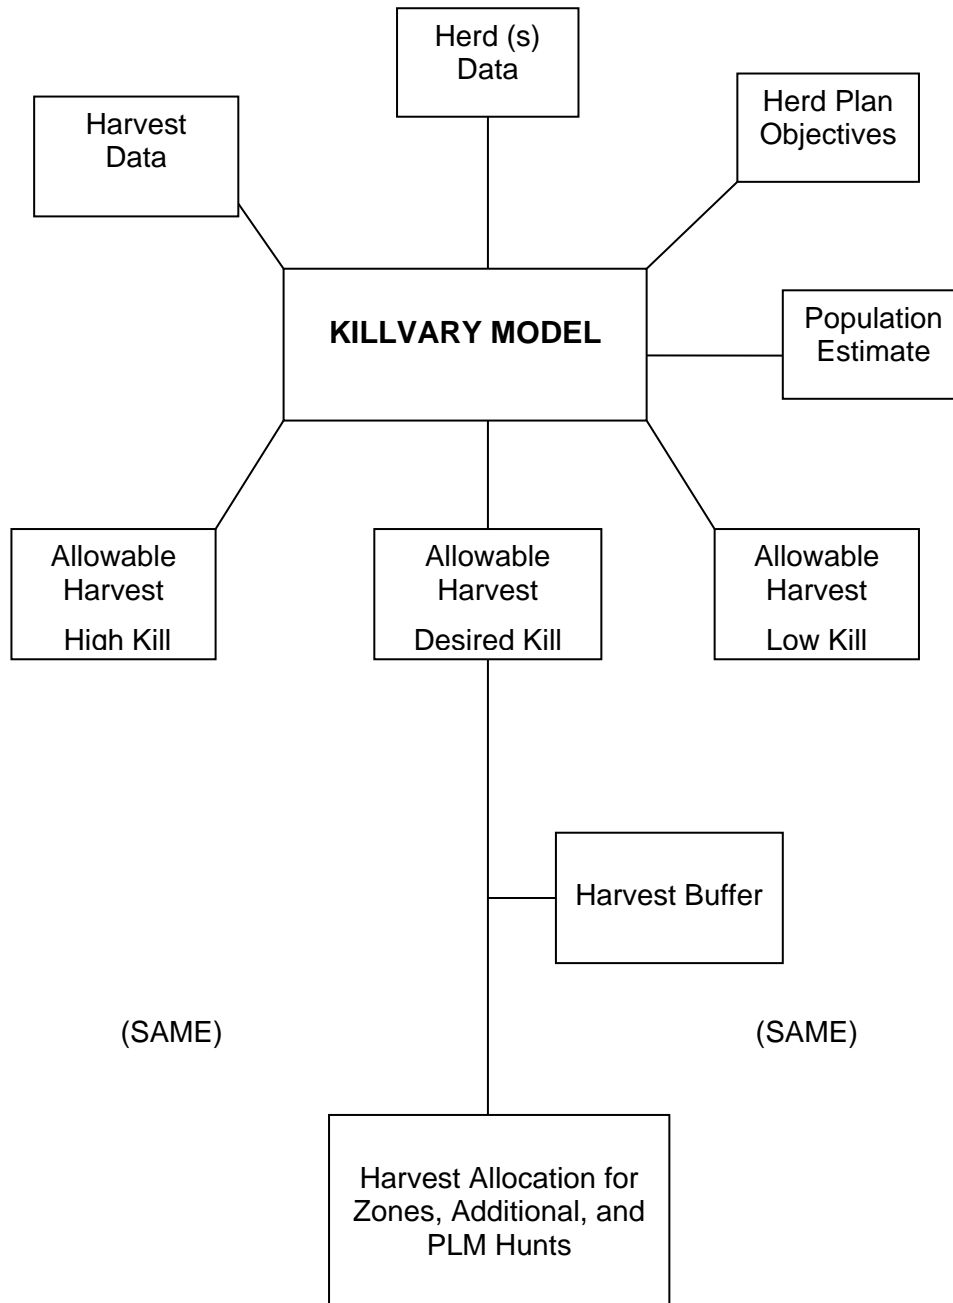 Herd (s)
Data
Harvest
Data
Herd Plan
Objectives
KILLVARY MODEL
Population
Estimate
Allowable
Harvest
High Kill
Allowable
Harvest
Desired Kill
Allowable
Harvest
Low Kill
Harvest Buffer
(SAME)
(SAME)
Harvest Allocation for
Zones, Additional, and
PLM Hunts